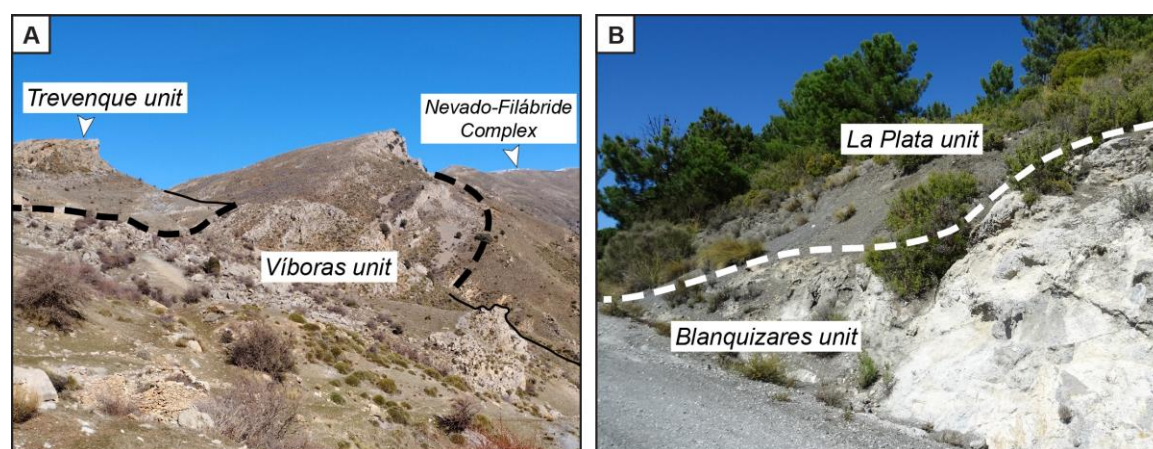 A
Trevenque unit
Nevado-Filábride
Complex
Víboras unit
B
La Plata unit
Blanquizares unit